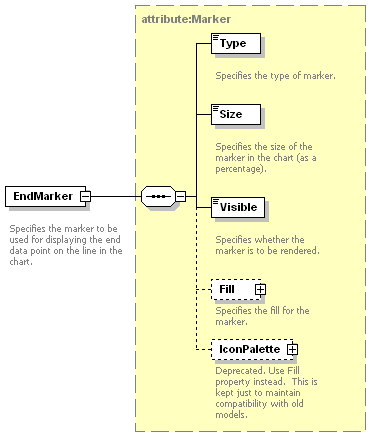 attribute:Marker
Type
Specifies the type of marker.
Size
Specifies the size of the
marker in the chart (as a
percentage).
EndMarker
Specifies the marker to be
used for displaying the end
data point on the line in the
chart.
Visible
Specifies whether the
marker is to be rendered.
Fill
Specifies the fill for the
marker.
IconPalette
Deprecated. Use Fill
property instead. This is
kept just to maintain
compatibility with old
models.